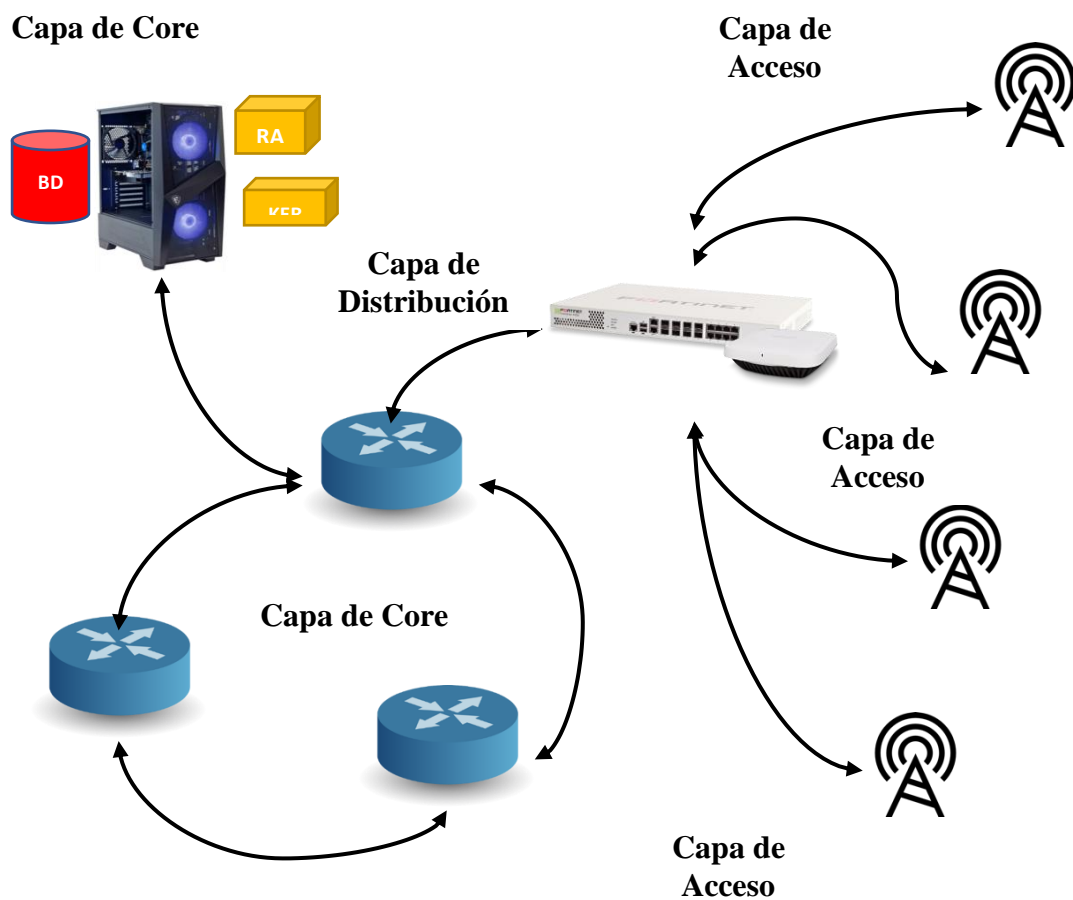 Capa de Core
Capa de
Acceso
RA
BD
Capa de
Distribución
FORTINET
Capa de
Acceso
Capa de Core
Capa de
Acceso